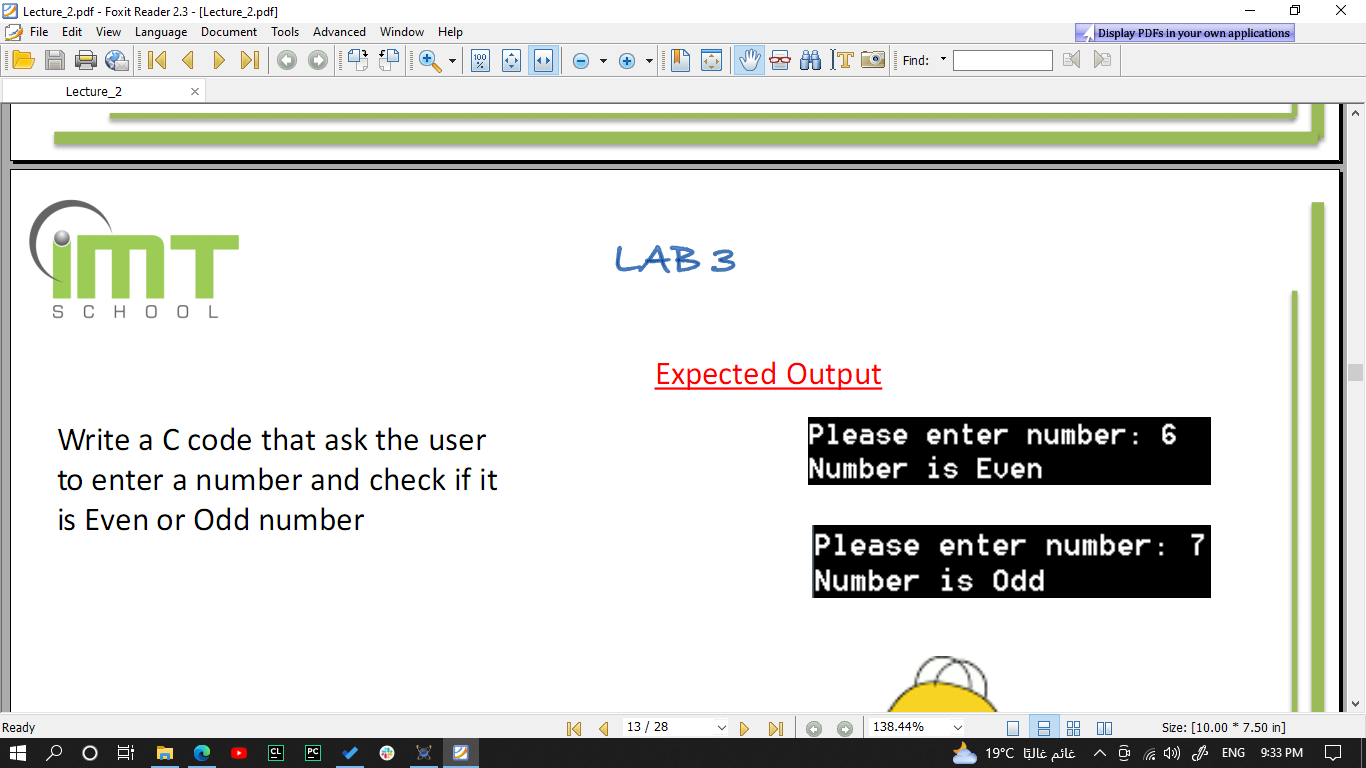 Lecture_2.pdf - Foxit Reader 2.3 - [Lecture_2.pdf]
File Edit View Language Document Tools Advanced Window Help
Display PDFs in your own applications
100 %
Find:
Lecture_2
iMT
SCHOOL
LAB 3
Expected Output
Write a C code that ask the user
to enter a number and check if it
is Even or Odd number
Please enter number: 6
Number is Even
Please enter number: 7
Number is Odd
Ready
13 / 28
138.44%
Size: [10.00 * 7.50 in]
CL
PC
19°C غائم غالبًا
ENG
9:33 PM